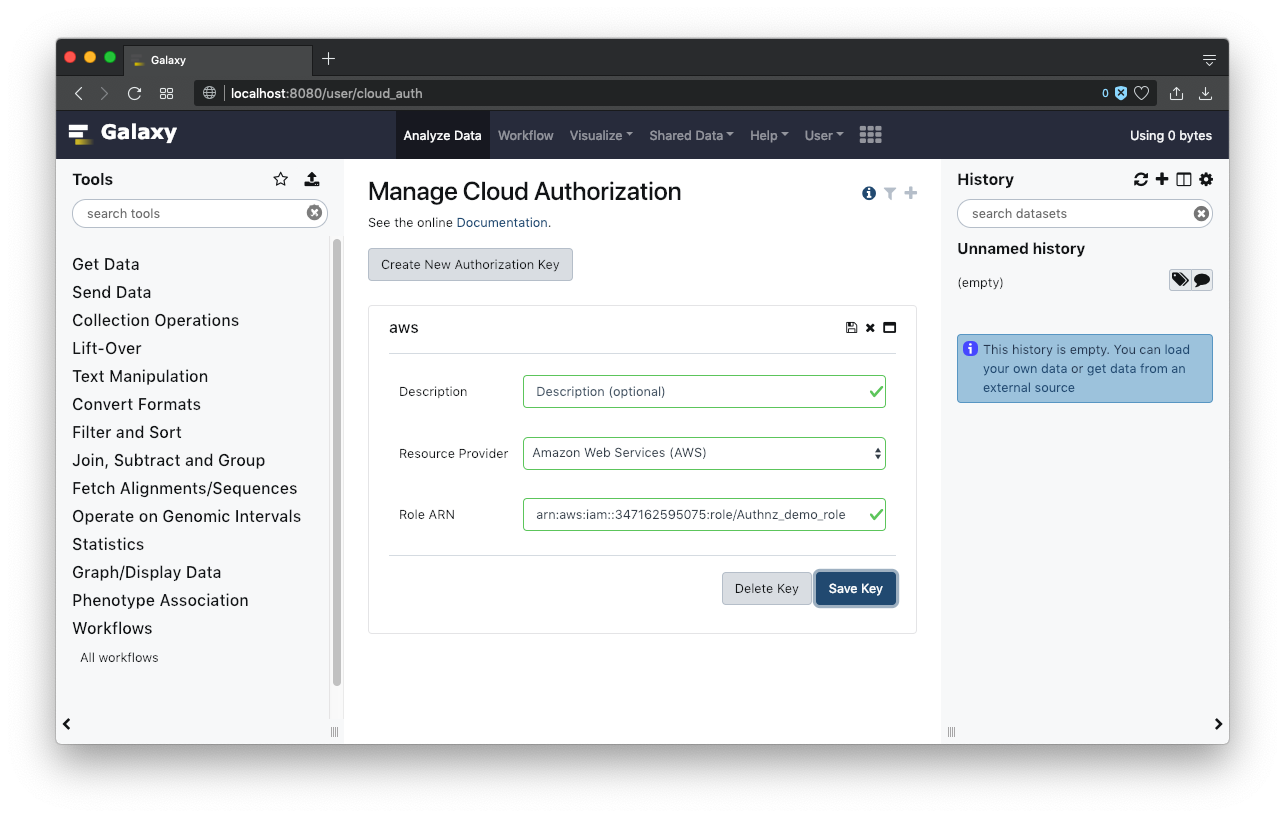 Galaxy
localhost:8080/user/cloud_auth
0
Galaxy
Analyze Data Workflow Visualize Shared Data Help User
Using 0 bytes
Tools
search tools
Get Data
Send Data
Collection Operations
Lift-Over
Text Manipulation
Convert Formats
Filter and Sort
Join, Subtract and Group
Fetch Alignments/Sequences
Operate on Genomic Intervals
Statistics
Graph/Display Data
Phenotype Association
Workflows
All workflows
Manage Cloud Authorization
See the online Documentation.
Create New Authorization Key
aws
Description Description (optional)
Resource Provider Amazon Web Services (AWS)
Role ARN arn:aws:iam::347162595075:role/Authnz_demo_role
Delete Key Save Key
History
search datasets
Unnamed history
(empty)
This history is empty. You can load
your own data or get data from an
external source